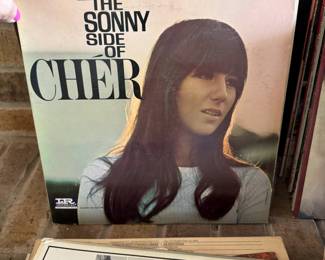 THE SONNY
SIDE OF
CHÉR